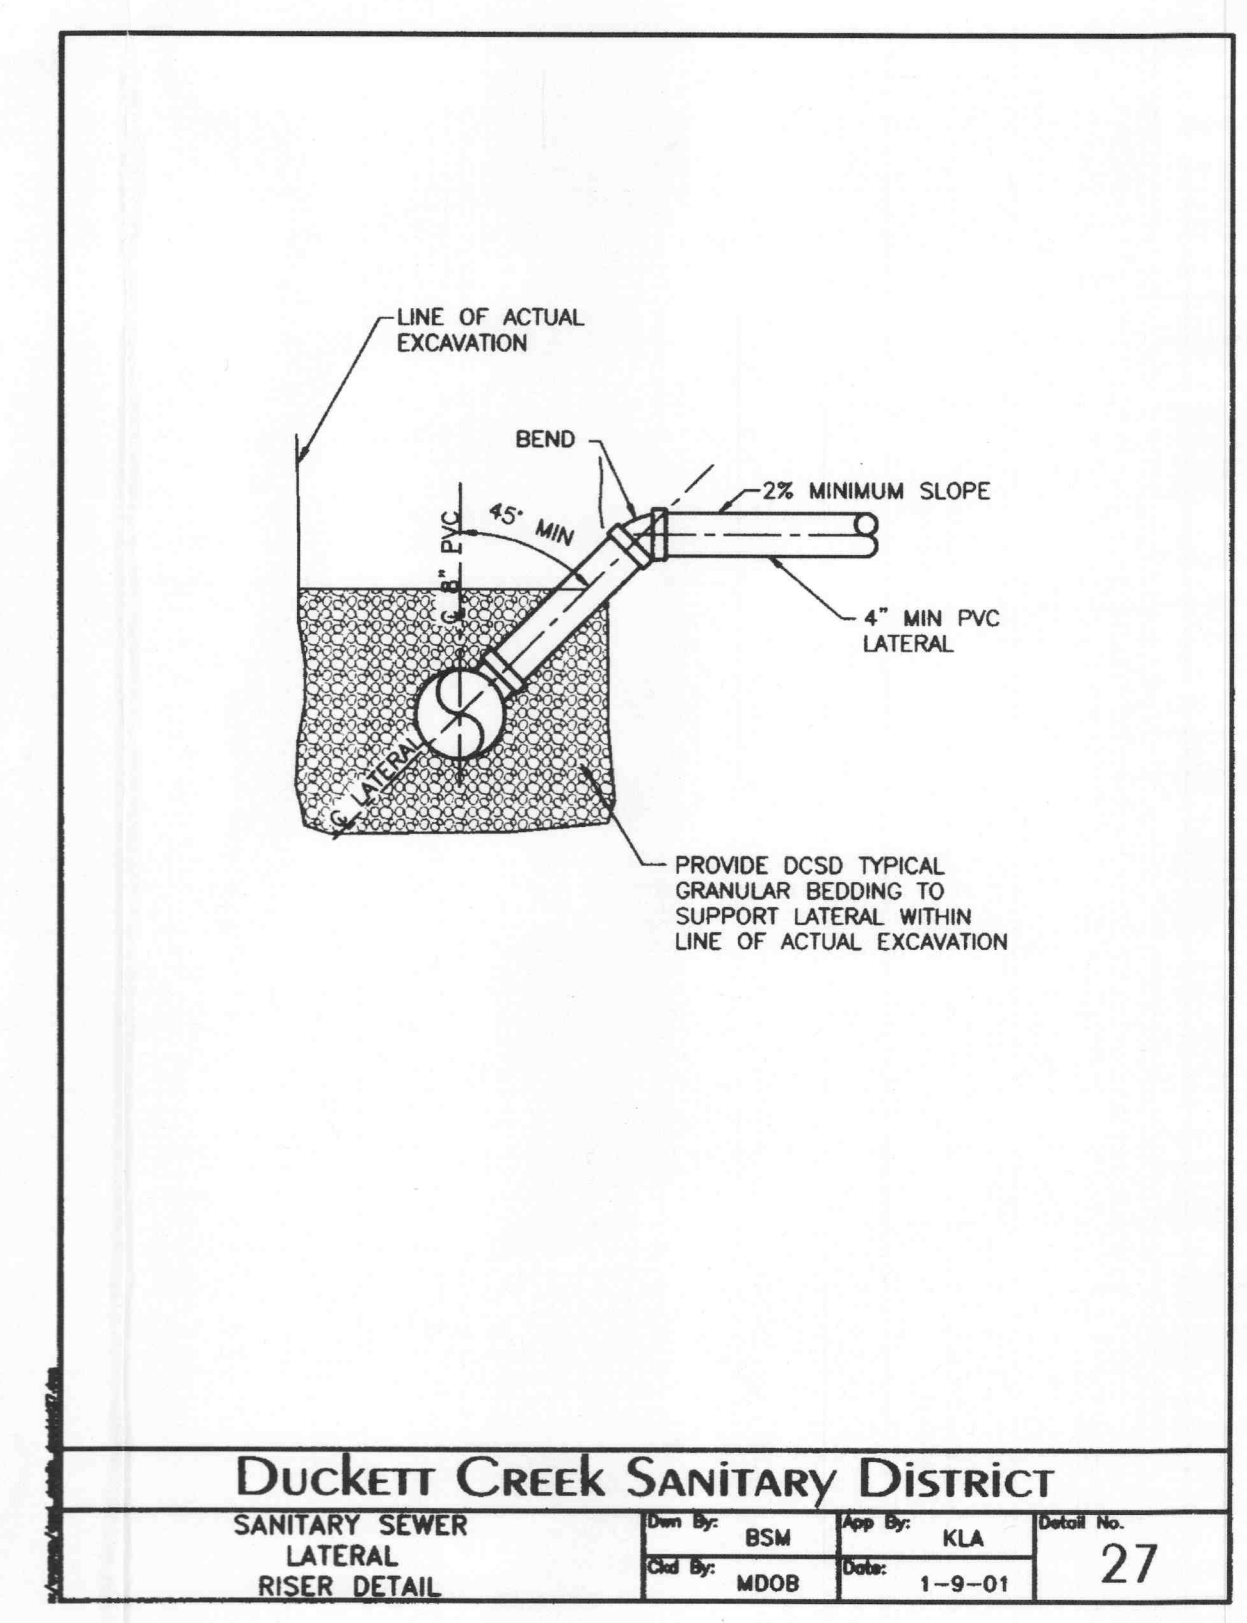 LINE OF ACTUAL
EXCAVATION
BEND
2% MINIMUM SLOPE
45° MIN
℄ 8" PVC
4" MIN PVC
LATERAL
℄ LATERAL
PROVIDE DCSD TYPICAL
GRANULAR BEDDING TO
SUPPORT LATERAL WITHIN
LINE OF ACTUAL EXCAVATION
DUCKETT CREEK SANITARY DISTRICT
SANITARY SEWER
LATERAL
RISER DETAIL
Dwn By:
BSM
App By:
KLA
Detail No.
27
Ckd By:
MDOB
Date:
1-9-01